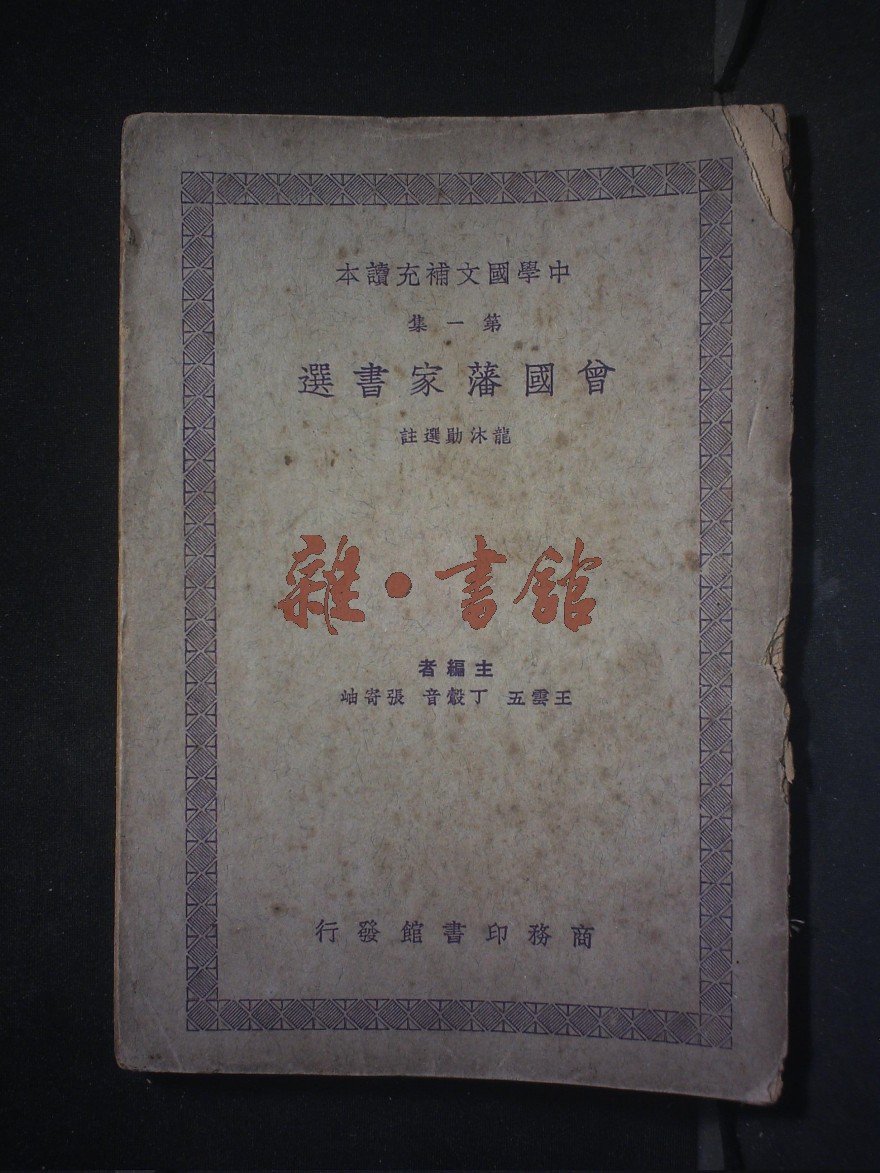 中學國文補充讀本
第一集
曾國藩家書選
龍沐勛選註
雜·書館
主編者
王雲五 丁瑴音 張寄岫
商務印書館發行